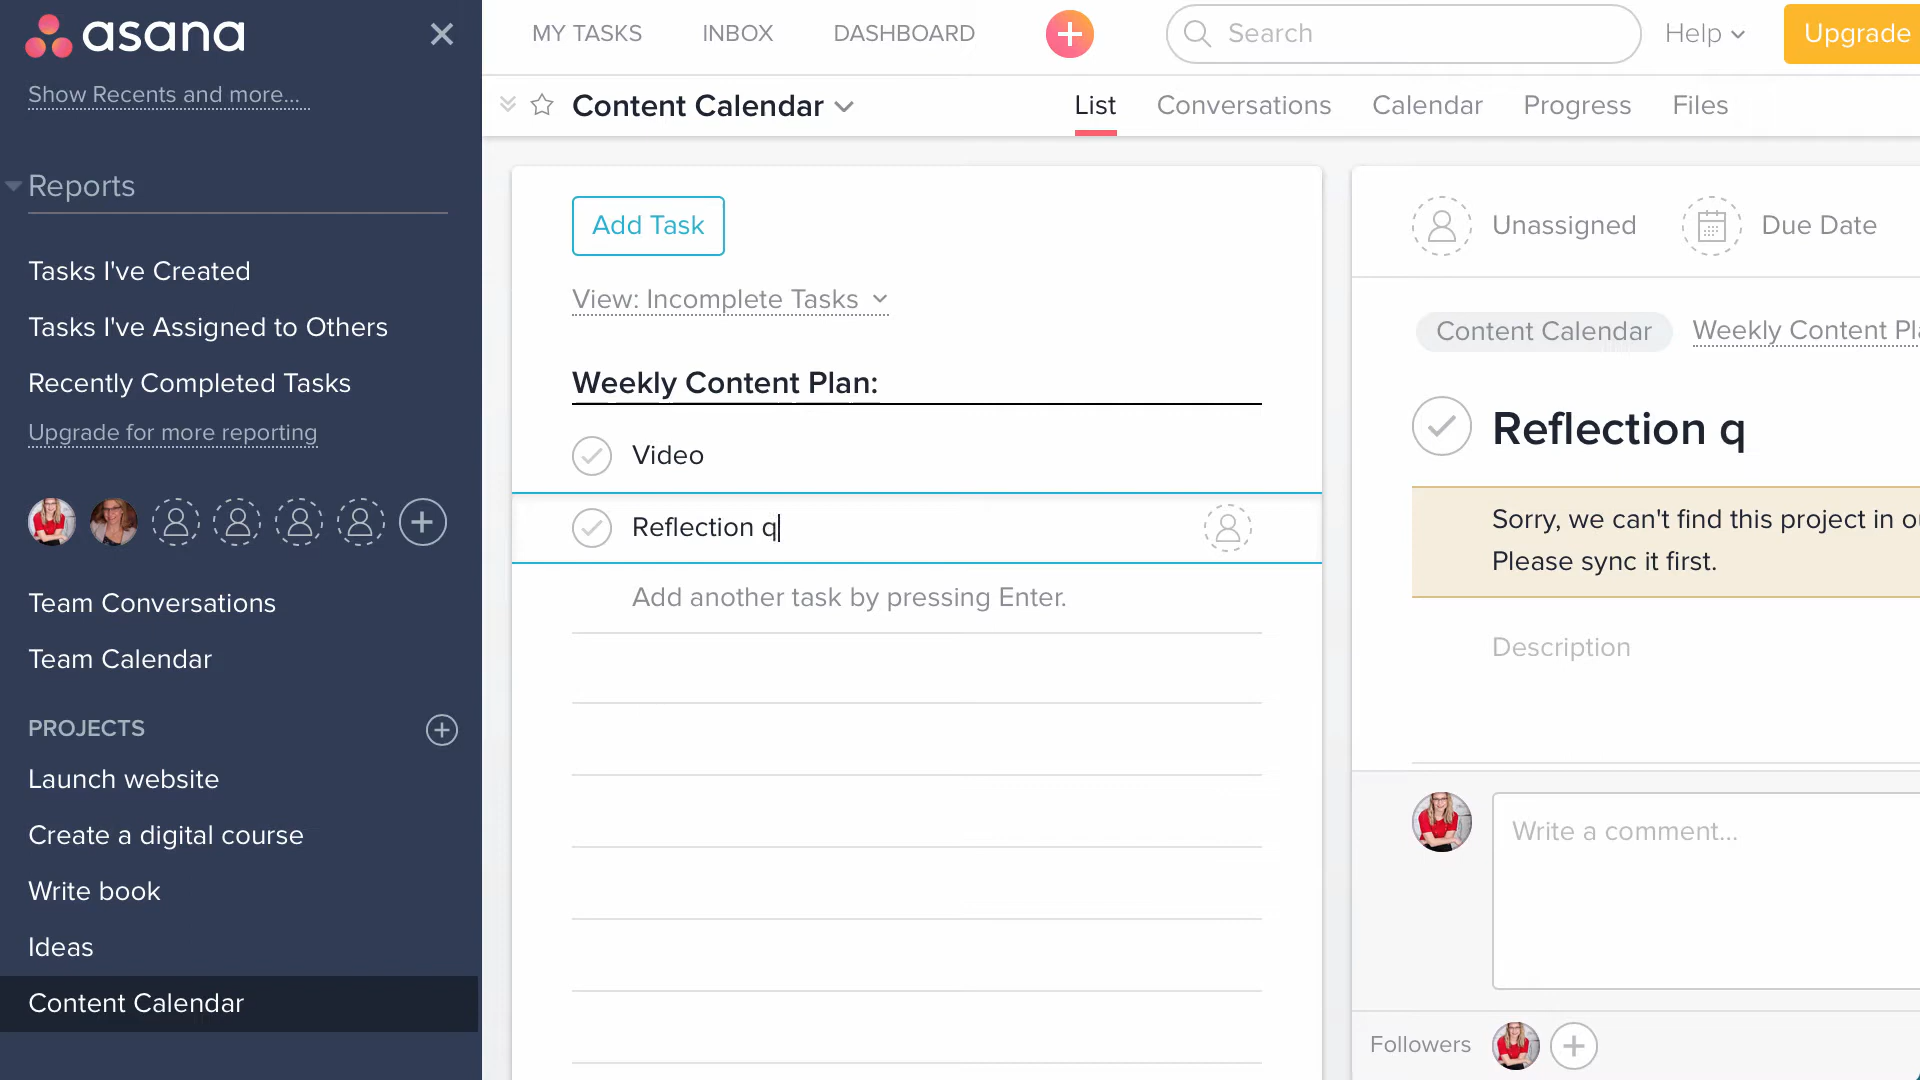 asana
Show Recents and more...
Reports
Tasks I've Created
Tasks I've Assigned to Others
Recently Completed Tasks
Upgrade for more reporting
Team Conversations
Team Calendar
PROJECTS
Launch website
Create a digital course
Write book
Ideas
Content Calendar
MY TASKS INBOX DASHBOARD Search Help Upgrade
Content Calendar List Conversations Calendar Progress Files
Add Task
View: Incomplete Tasks
Weekly Content Plan:
Video
Reflection q
Add another task by pressing Enter.
Unassigned Due Date
Content Calendar Weekly Content
Reflection q
Sorry, we can't find this project in
Please sync it first.
Description
Write a comment...
Followers